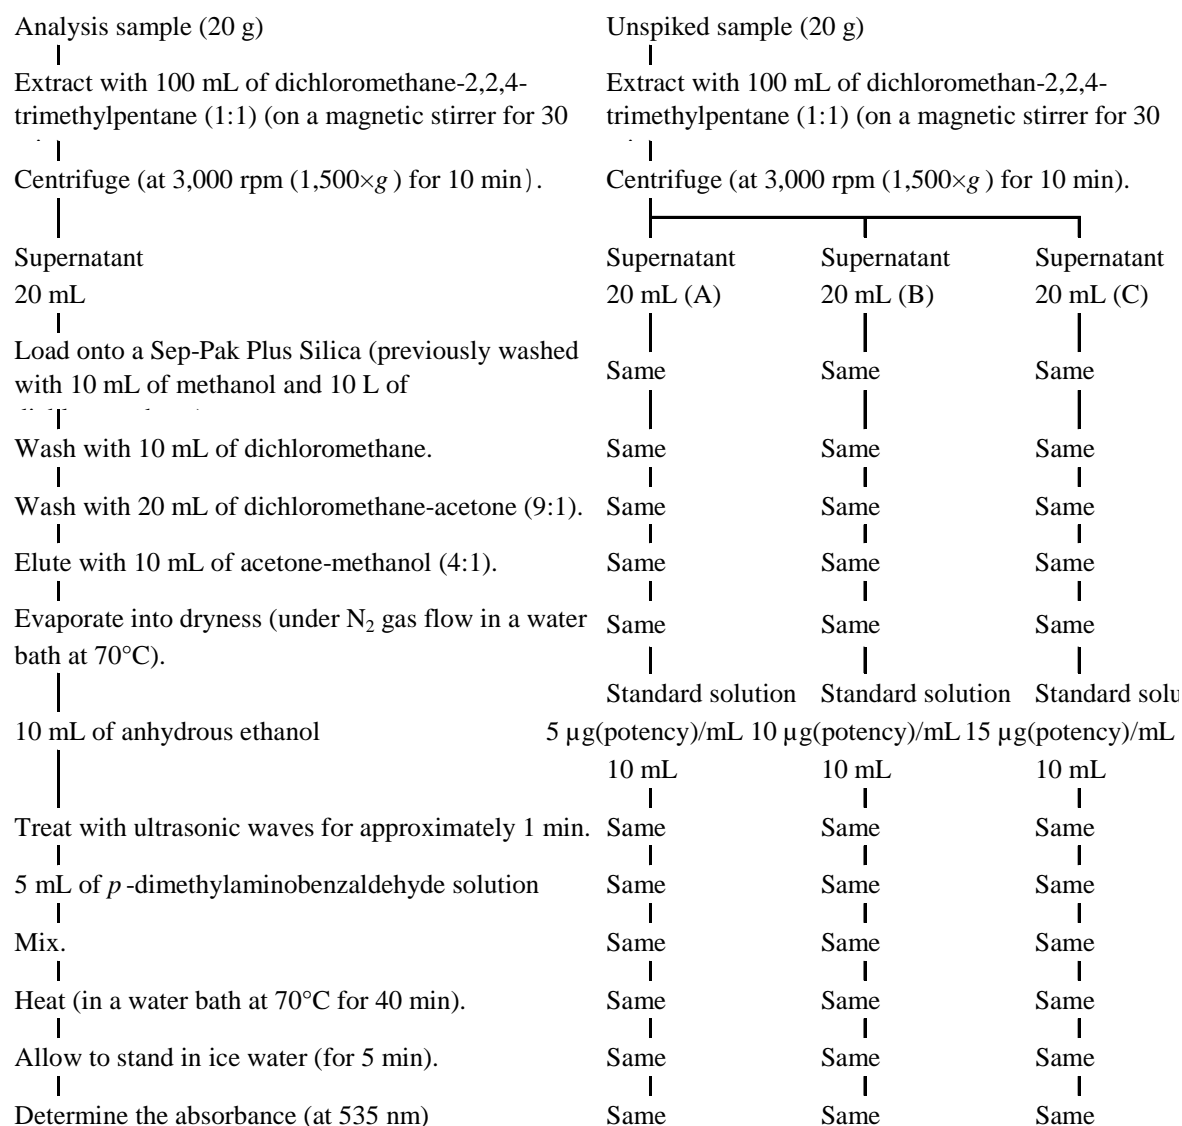 Analysis sample (20 g)
Unspiked sample (20 g)
Extract with 100 mL of dichloromethane-2,2,4-
trimethylpentane (1:1) (on a magnetic stirrer for 30
Extract with 100 mL of dichloromethan-2,2,4-
trimethylpentane (1:1) (on a magnetic stirrer for 30
Centrifuge (at 3,000 rpm (1,500×g ) for 10 min).
Centrifuge (at 3,000 rpm (1,500×g ) for 10 min).
Supernatant Supernatant Supernatant Supernatant
20 mL 20 mL (A) 20 mL (B) 20 mL (C)
Load onto a Sep-Pak Plus Silica (previously washed
with 10 mL of methanol and 10 L of
Same Same Same
Wash with 10 mL of dichloromethane. Same Same Same
Wash with 20 mL of dichloromethane-acetone (9:1). Same Same Same
Elute with 10 mL of acetone-methanol (4:1). Same Same Same
Evaporate into dryness (under N₂ gas flow in a water
bath at 70°C).
Same Same Same
Standard solution Standard solution Standard solu
10 mL of anhydrous ethanol 5 µg(potency)/mL 10 µg(potency)/mL 15 µg(potency)/mL
10 mL 10 mL 10 mL
Treat with ultrasonic waves for approximately 1 min. Same Same Same
5 mL of p -dimethylaminobenzaldehyde solution Same Same Same
Mix. Same Same Same
Heat (in a water bath at 70°C for 40 min). Same Same Same
Allow to stand in ice water (for 5 min). Same Same Same
Determine the absorbance (at 535 nm) Same Same Same